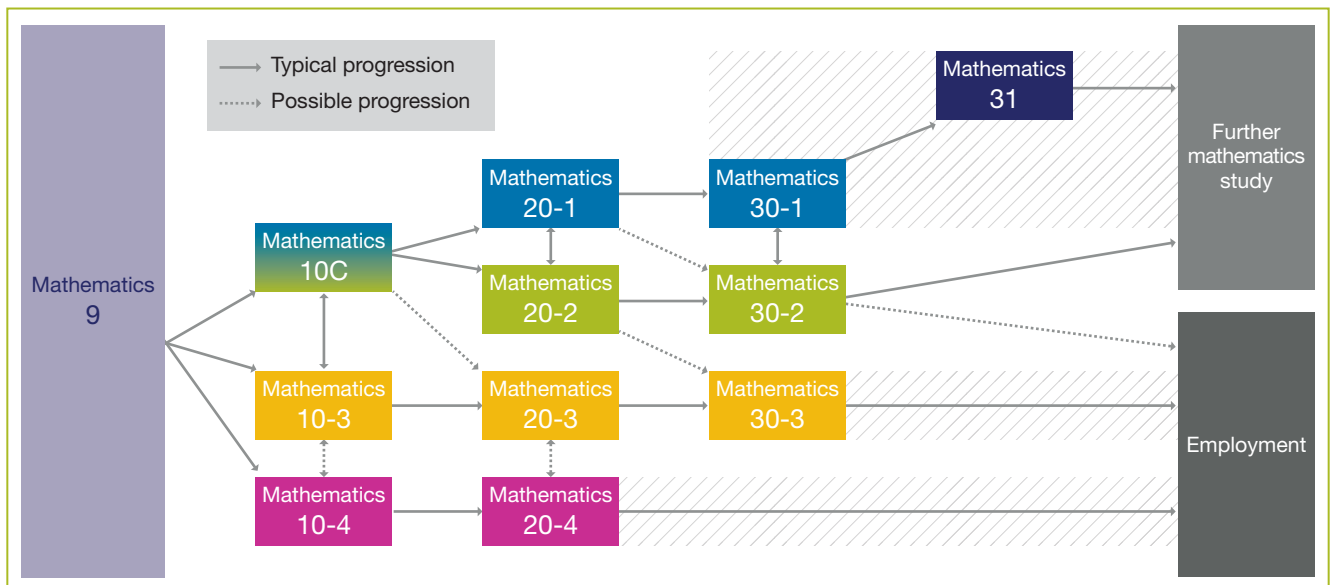 Mathematics
9
Typical progression
Possible progression
Mathematics
10C
Mathematics
10-3
Mathematics
10-4
Mathematics
20-1
Mathematics
20-2
Mathematics
20-3
Mathematics
20-4
Mathematics
30-1
Mathematics
30-2
Mathematics
30-3
Mathematics
31
Further
mathematics
study
Employment